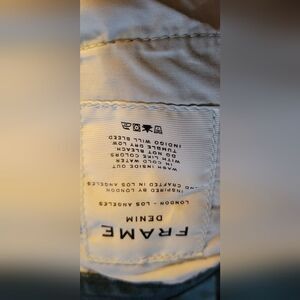 FRAME
DENIM
LONDON - LOS ANGELES
INSPIRED BY LONDON
AND CRAFTED IN LOS ANGELES
WASH INSIDE OUT
IN COLD WATER
WITH LIKE COLORS
DO NOT BLEACH
TUMBLE DRY LOW
INDIGO WILL BLEED